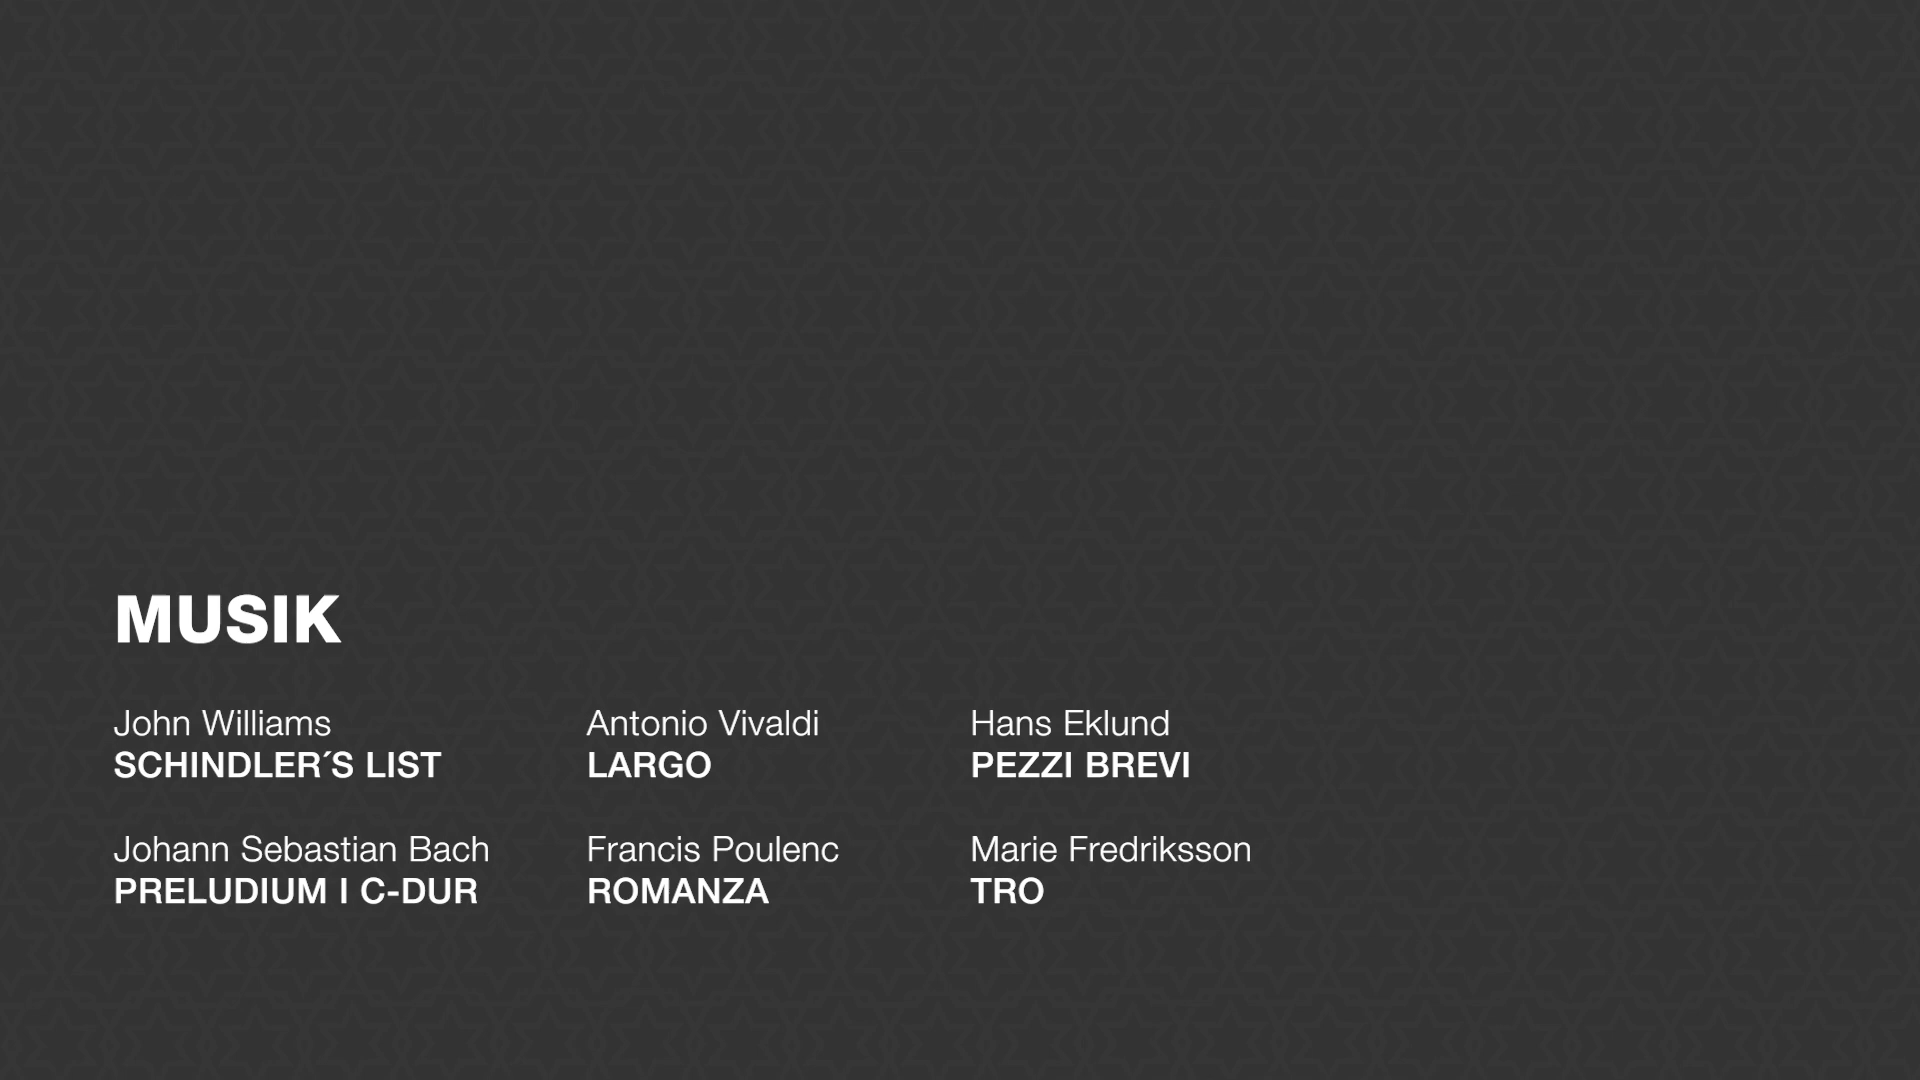 MUSIK
John Williams
SCHINDLER´S LIST
Johann Sebastian Bach
PRELUDIUM I C-DUR
Antonio Vivaldi
LARGO
Francis Poulenc
ROMANZA
Hans Eklund
PEZZI BREVI
Marie Fredriksson
TRO